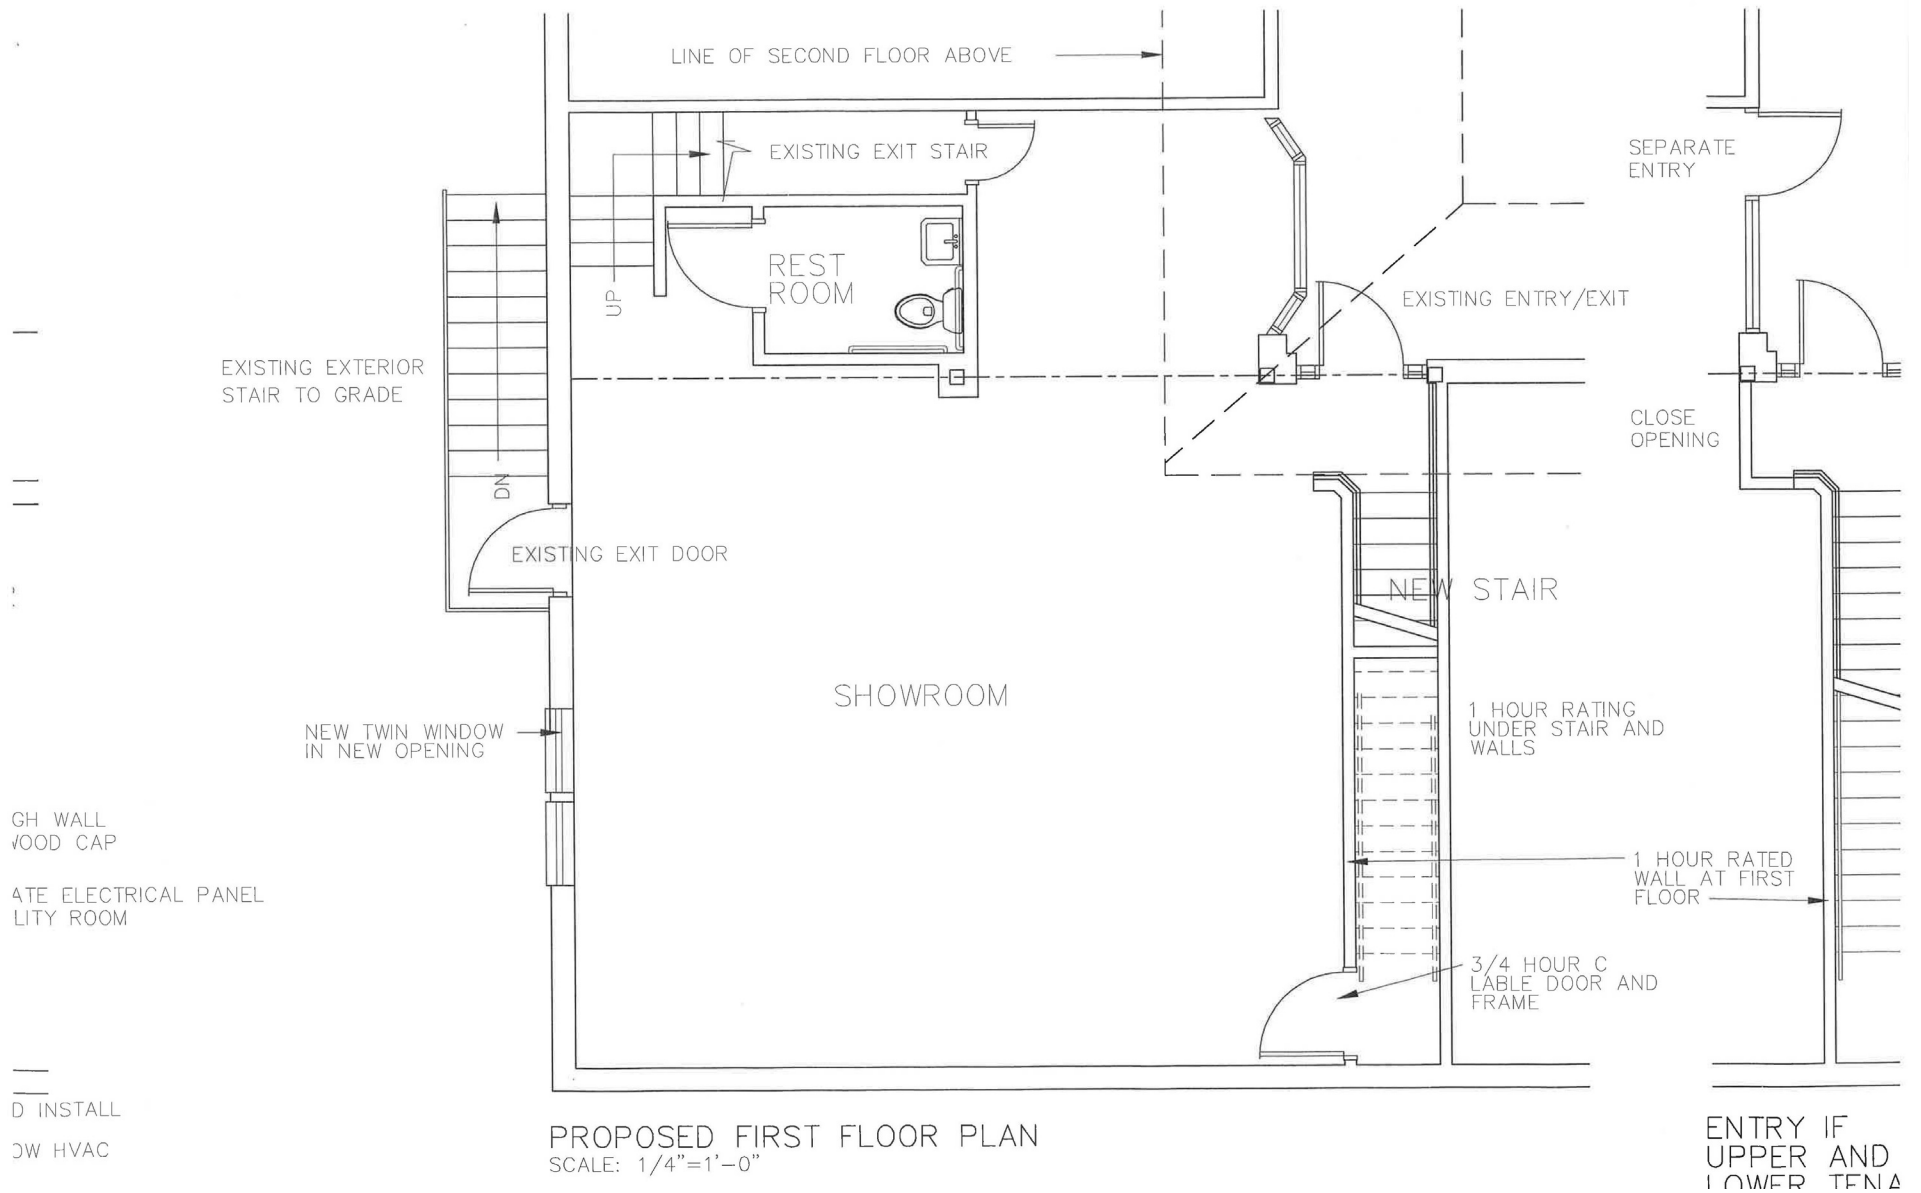 LINE OF SECOND FLOOR ABOVE
EXISTING EXIT STAIR
SEPARATE
ENTRY
UP
REST
ROOM
EXISTING ENTRY/EXIT
EXISTING EXTERIOR
STAIR TO GRADE
CLOSE
OPENING
DN
EXISTING EXIT DOOR
NEW STAIR
SHOWROOM
NEW TWIN WINDOW
IN NEW OPENING
1 HOUR RATING
UNDER STAIR AND
WALLS
GH WALL
WOOD CAP
1 HOUR RATED
WALL AT FIRST
FLOOR
ATE ELECTRICAL PANEL
LITY ROOM
3/4 HOUR C
LABLE DOOR AND
FRAME
D INSTALL
OW HVAC
PROPOSED FIRST FLOOR PLAN
SCALE: 1/4"=1'-0"
ENTRY IF
UPPER AND
LOWER TENA